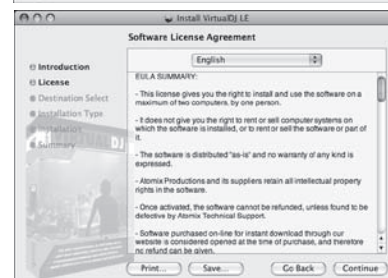 Install VirtualDJ LE
Software License Agreement
English
Introduction
License
Destination Select
Installation Type
Installation
Summary
EULA SUMMARY:
- This license gives you the right to install and use the software on a
maximum of two computers, by one person.
- It does not give you the right to rent or sell computer systems on
which the software is installed, or to rent or sell the software or part of
it.
- The software is distributed "as-is" and no warranty of any kind is
expressed.
- Atomix Productions and its suppliers retain all intellectual property
rights in the software.
- Once activated, the software cannot be refunded, unless found to be
defective by Atomix Technical Support.
- Software purchased on-line for instant download through our
website is considered opened at the time of purchase, and therefore
no refund can be given.
Print...
Save...
Go Back
Continue